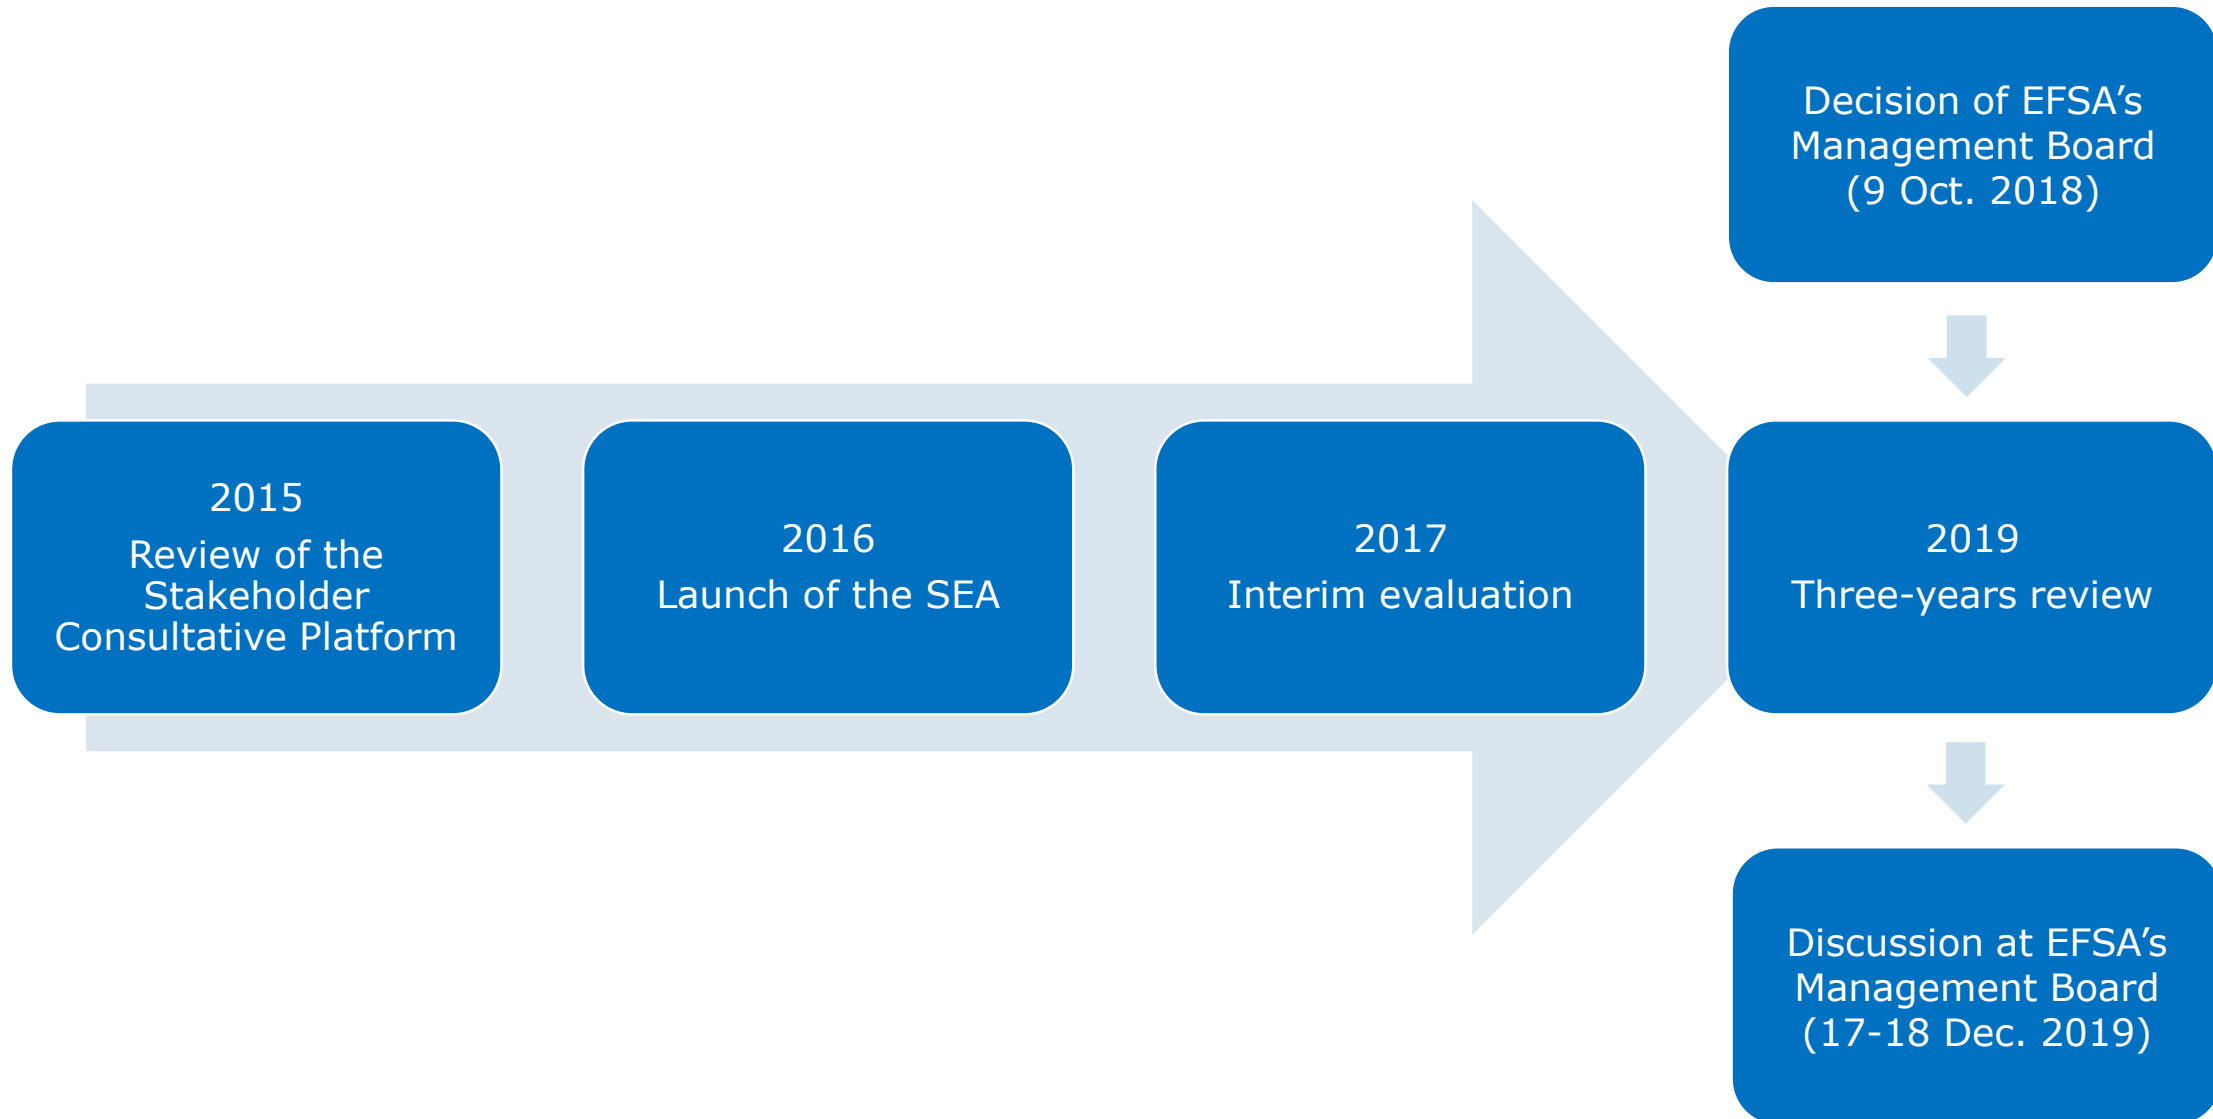 Decision of EFSA’s
Management Board
(9 Oct. 2018)
2015
Review of the
Stakeholder
Consultative Platform
2016
Launch of the SEA
2017
Interim evaluation
2019
Three-years review
Discussion at EFSA’s
Management Board
(17-18 Dec. 2019)